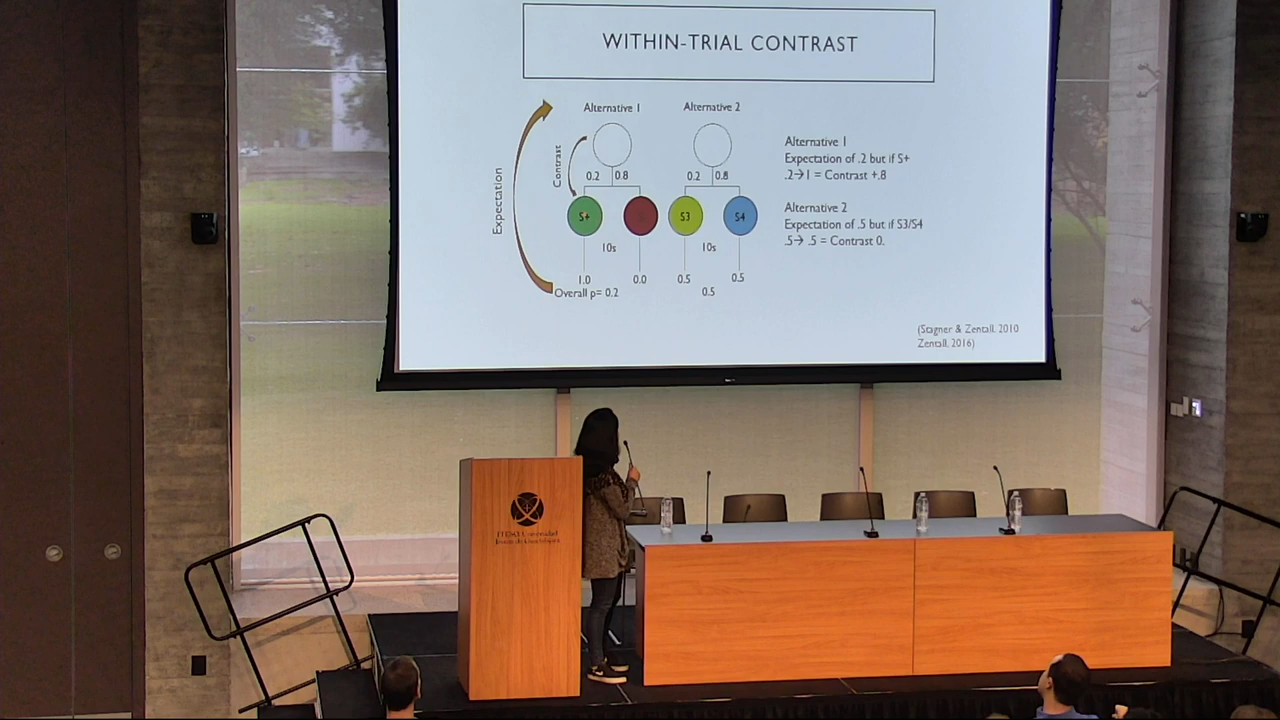 WITHIN-TRIAL CONTRAST
Alternative 1
Alternative 2
Expectation
Contrast
0.2 0.8
0.2 0.8
S+
S3
S4
10s
10s
1.0
0.0
0.5
0.5
Overall p= 0.2
0.5
Alternative 1
Expectation of .2 but if S+
.2→1 = Contrast +.8
Alternative 2
Expectation of .5 but if S3/S4
.5→ .5 = Contrast 0.
(Stagner & Zentall, 2010
Zentall, 2016)
ITESO, Universidad